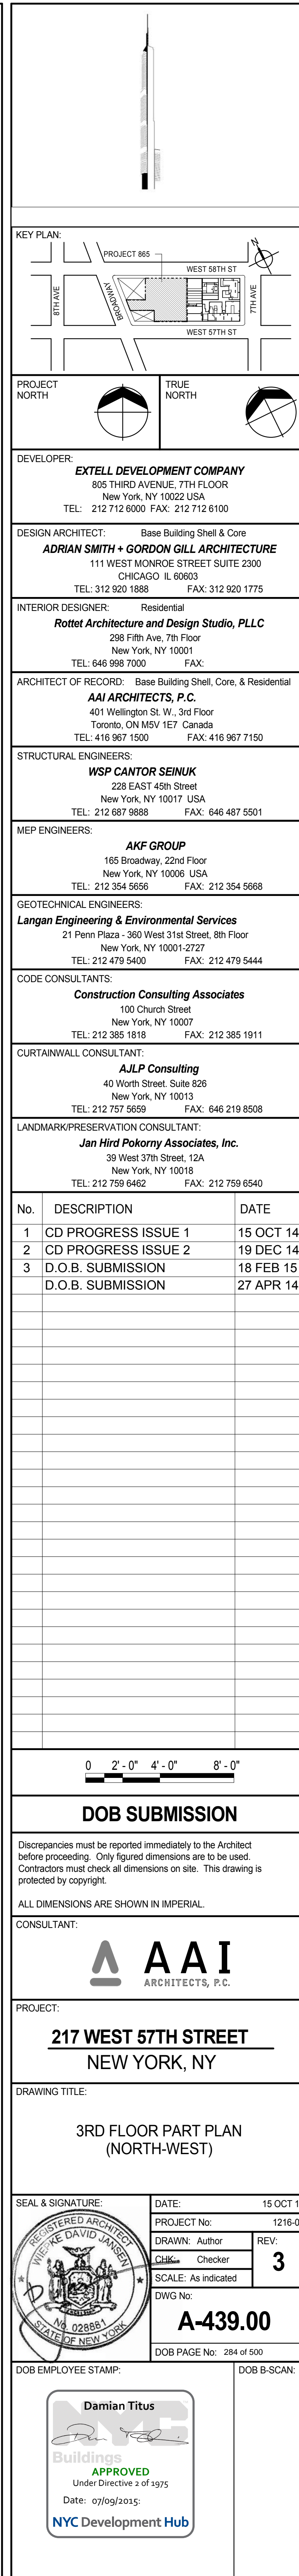 KEY PLAN:
N
PROJECT 865
WEST 58TH ST
8TH AVE
BROADWAY
7TH AVE
WEST 57TH ST
PROJECT
NORTH
TRUE
NORTH
DEVELOPER:
EXTELL DEVELOPMENT COMPANY
805 THIRD AVENUE, 7TH FLOOR
New York, NY 10022 USA
TEL: 212 712 6000 FAX: 212 712 6100
DESIGN ARCHITECT: Base Building Shell & Core
ADRIAN SMITH + GORDON GILL ARCHITECTURE
111 WEST MONROE STREET SUITE 2300
CHICAGO IL 60603
TEL: 312 920 1888 FAX: 312 920 1775
INTERIOR DESIGNER: Residential
Rottet Architecture and Design Studio, PLLC
298 Fifth Ave, 7th Floor
New York, NY 10001
TEL: 646 998 7000 FAX:
ARCHITECT OF RECORD: Base Building Shell, Core, & Residential
AAI ARCHITECTS, P.C.
401 Wellington St. W., 3rd Floor
Toronto, ON M5V 1E7 Canada
TEL: 416 967 1500 FAX: 416 967 7150
STRUCTURAL ENGINEERS:
WSP CANTOR SEINUK
228 EAST 45th Street
New York, NY 10017 USA
TEL: 212 687 9888 FAX: 646 487 5501
MEP ENGINEERS:
AKF GROUP
165 Broadway, 22nd Floor
New York, NY 10006 USA
TEL: 212 354 5656 FAX: 212 354 5668
GEOTECHNICAL ENGINEERS:
Langan Engineering & Environmental Services
21 Penn Plaza - 360 West 31st Street, 8th Floor
New York, NY 10001-2727
TEL: 212 479 5400 FAX: 212 479 5444
CODE CONSULTANTS:
Construction Consulting Associates
100 Church Street
New York, NY 10007
TEL: 212 385 1818 FAX: 212 385 1911
CURTAINWALL CONSULTANT:
AJLP Consulting
40 Worth Street. Suite 826
New York, NY 10013
TEL: 212 757 5659 FAX: 646 219 8508
LANDMARK/PRESERVATION CONSULTANT:
Jan Hird Pokorny Associates, Inc.
39 West 37th Street, 12A
New York, NY 10018
TEL: 212 759 6462 FAX: 212 759 6540
No. DESCRIPTION DATE
1 CD PROGRESS ISSUE 1 15 OCT 14
2 CD PROGRESS ISSUE 2 19 DEC 14
3 D.O.B. SUBMISSION 18 FEB 15
D.O.B. SUBMISSION 27 APR 14
0 2' - 0" 4' - 0" 8' - 0"
DOB SUBMISSION
Discrepancies must be reported immediately to the Architect
before proceeding. Only figured dimensions are to be used.
Contractors must check all dimensions on site. This drawing is
protected by copyright.
ALL DIMENSIONS ARE SHOWN IN IMPERIAL.
CONSULTANT:
AAI
ARCHITECTS, P.C.
PROJECT:
217 WEST 57TH STREET
NEW YORK, NY
DRAWING TITLE:
3RD FLOOR PART PLAN
(NORTH-WEST)
SEAL & SIGNATURE:
REGISTERED ARCHITECT
DAVID JANSEN
No. 028881
STATE OF NEW YORK
DATE: 15 OCT 1
PROJECT No: 1216-0
DRAWN: Author
REV:
CHK: Checker
3
SCALE: As indicated
DWG No:
A-439.00
DOB PAGE No: 284 of 500
DOB EMPLOYEE STAMP:
DOB B-SCAN:
NYC
Damian Titus
Buildings
APPROVED
Under Directive 2 of 1975
Date: 07/09/2015:
NYC Development Hub